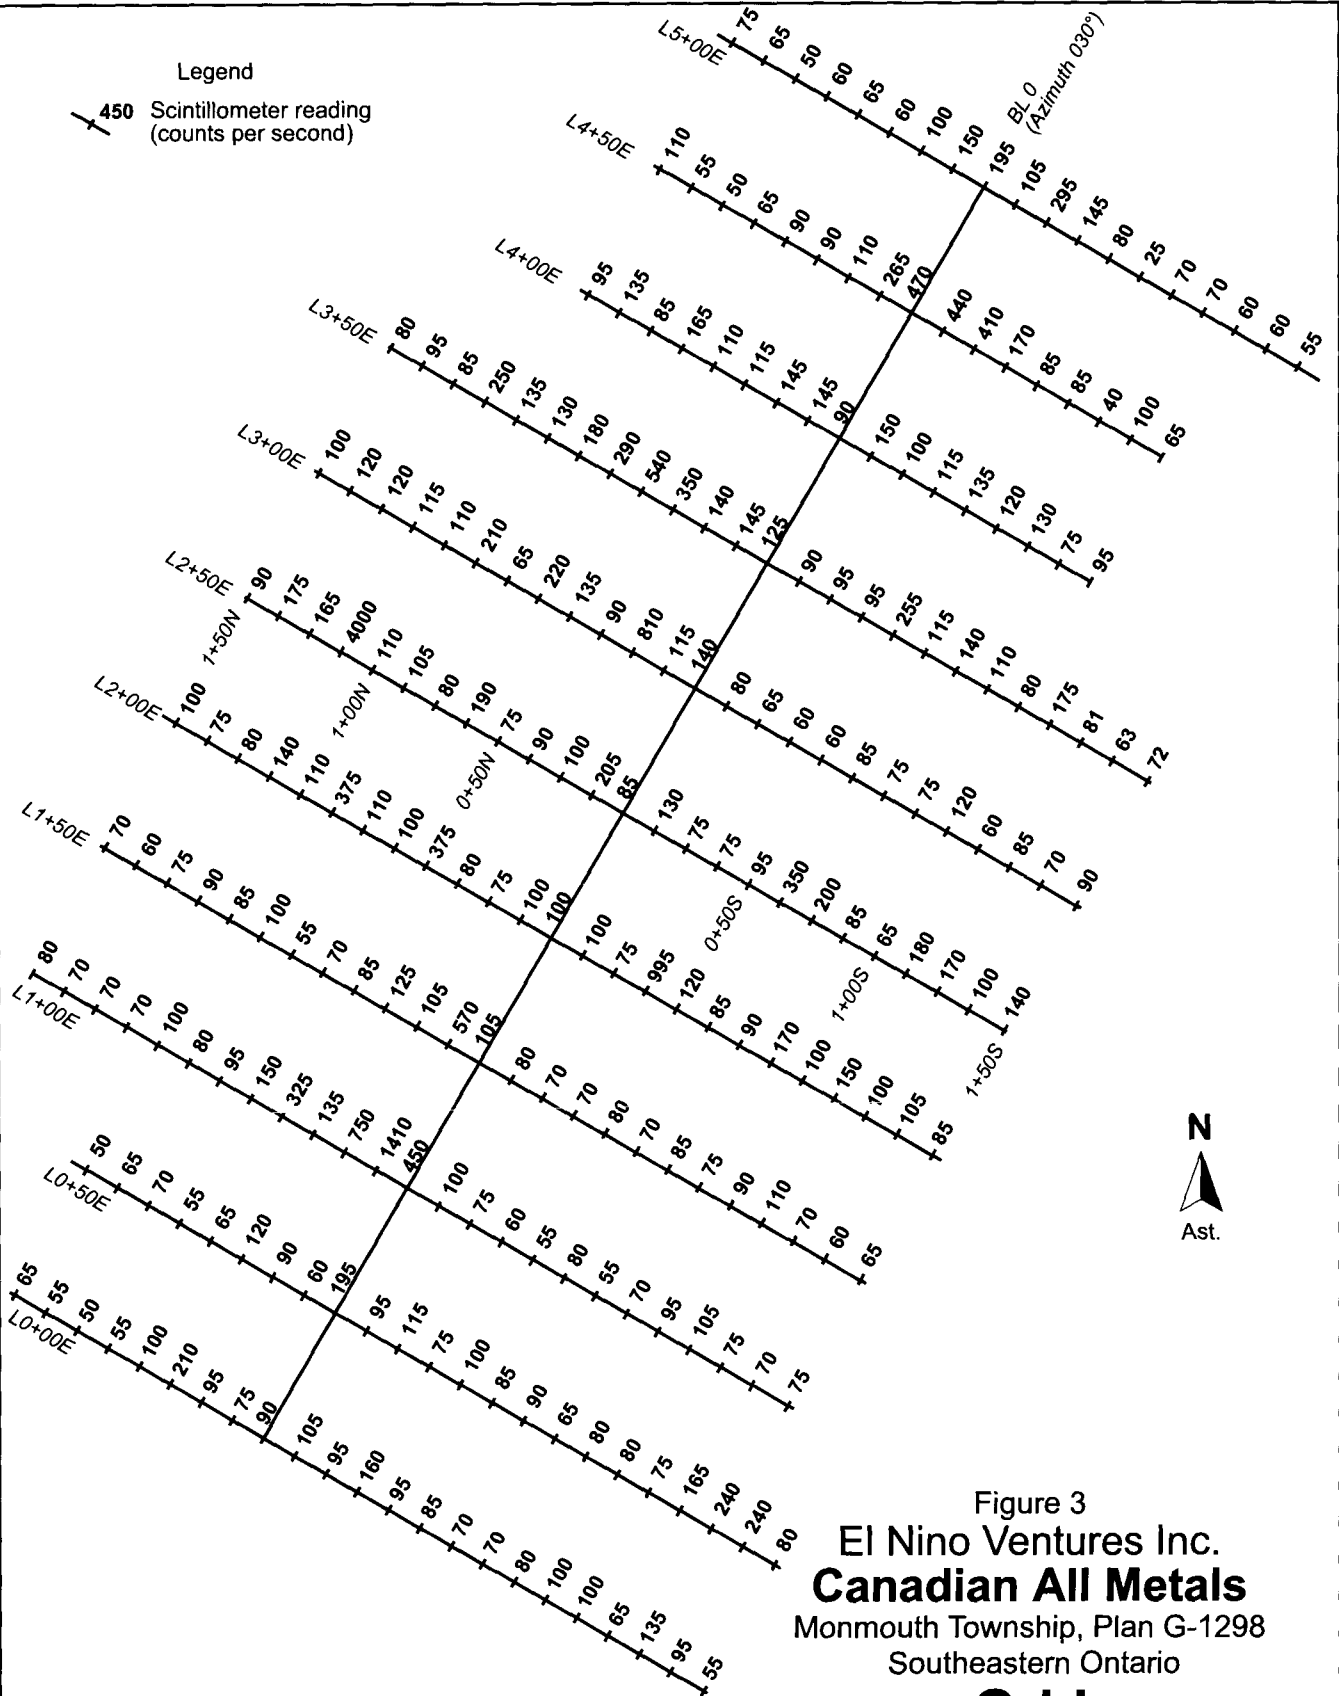 Legend
450 Scintillometer reading
(counts per second)
BL 0
(Azimuth 030°)
L5+00E
75 65 50 60 65 60 100 150 195 105 295 145 80 25 70 70 60 60 55
L4+50E
110 55 50 65 90 90 110 265 470 440 410 170 85 85 40 100 65
L4+00E
95 135 85 165 110 115 145 145 90 150 100 115 135 120 130 75 95
L3+50E
80 95 85 250 135 130 180 290 540 350 140 145 125 90 95 95 255 115 140 110 80 175 81 63 72
L3+00E
100 120 120 115 110 210 65 220 135 90 810 115 140 80 65 60 60 85 75 75 120 60 85 70 90
L2+50E
90 175 165 4000 110 105 80 190 75 90 100 205 85 130 75 75 95 350 200 85 65 180 170 100 140
1+50N
1+00N
0+50N
0+50S
1+00S
1+50S
L2+00E
100 75 80 140 110 375 110 100 375 80 75 100 100 100 75 995 120 85 90 170 100 150 100 105 85
L1+50E
70 60 75 90 85 100 55 70 85 125 105 570 105 80 70 70 80 70 85 75 90 110 70 60 65
L1+00E
80 70 70 70 100 80 95 150 325 135 750 1410 450 100 75 60 55 80 55 70 95 105 75 70 75
L0+50E
50 65 70 55 65 120 90 60 195 95 115 75 100 85 90 65 80 80 75 165 240 240 80
L0+00E
65 55 50 55 100 210 95 75 90 105 95 160 95 85 70 70 80 100 100 65 135 95 55
N
Ast.
Figure 3
El Nino Ventures Inc.
Canadian All Metals
Monmouth Township, Plan G-1298
Southeastern Ontario